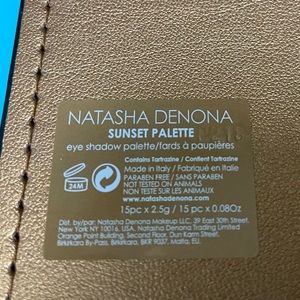 NATASHA DENONA
SUNSET PALETTE
eye shadow palette/fards à paupières
Contains Tartrazine / Contient Tartrazine
Made in Italy / Fabriqué en Italie
PARABEN FREE / SANS PARABEN
NOT TESTED ON ANIMALS
NON TESTE SUR LES ANIMAUX
24M
www.natashadenona.com
15pc x 2.5g / 15 pc x 0.08Oz
Dist. by/par: Natasha Denona Makeup LLC, 39 East 30th Street,
New York NY 10016, USA. Natasha Denona Trading Limited
Orange Point Building, Second Floor, Dun Karm Street,
Birkirkara By-Pass, Birkirkara, BKR 9037, Malta, EU.